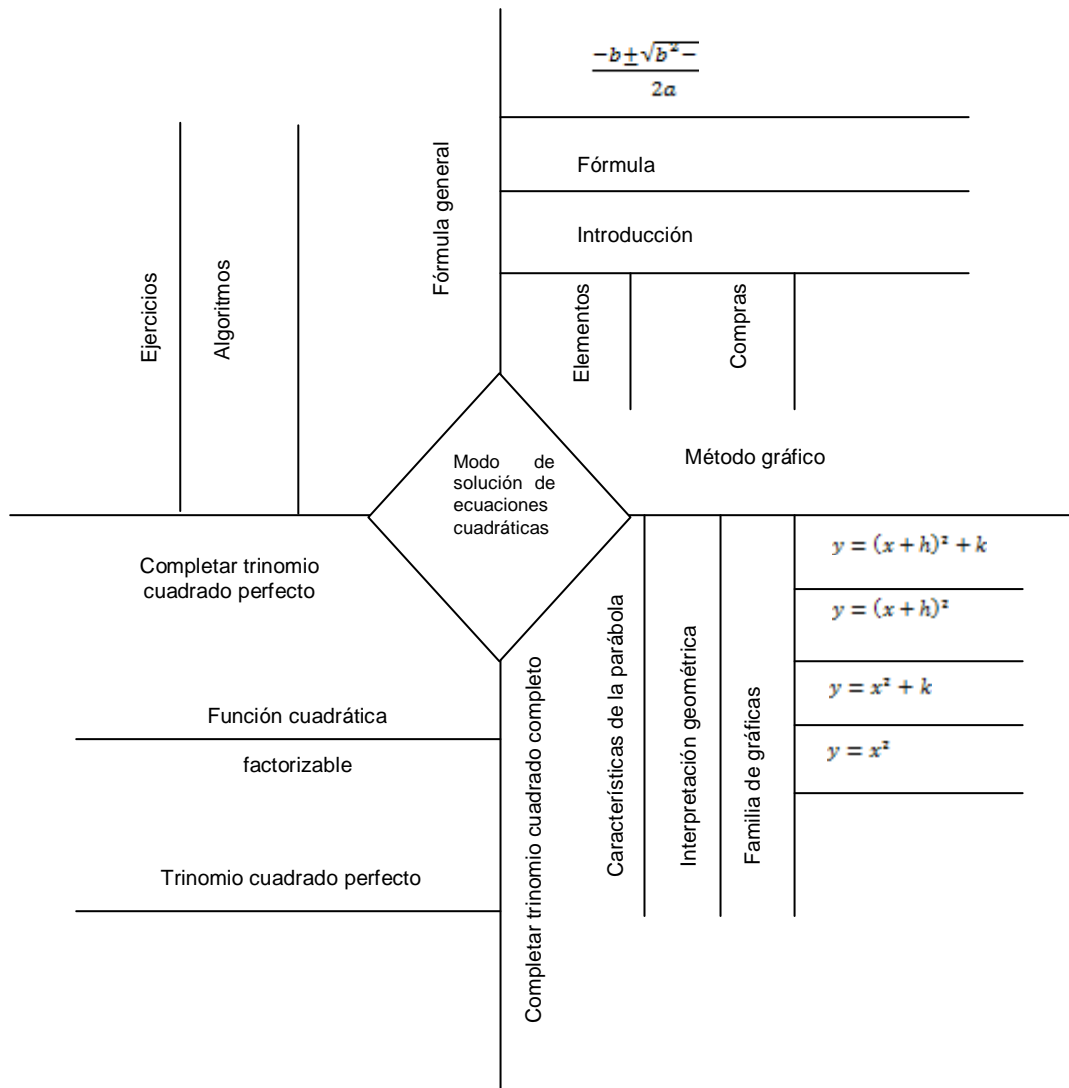 −b ± √b² −
2a
Fórmula
Introducción
Fórmula general
Ejercicios
Algoritmos
Elementos
Compras
Modo de
solución de
ecuaciones
cuadráticas
Método gráfico
Completar trinomio
cuadrado perfecto
Función cuadrática
factorizable
Trinomio cuadrado perfecto
Completar trinomio cuadrado completo
Características de la parábola
Interpretación geométrica
Familia de gráficas
y = (x + h)² + k
y = (x + h)²
y = x² + k
y = x²